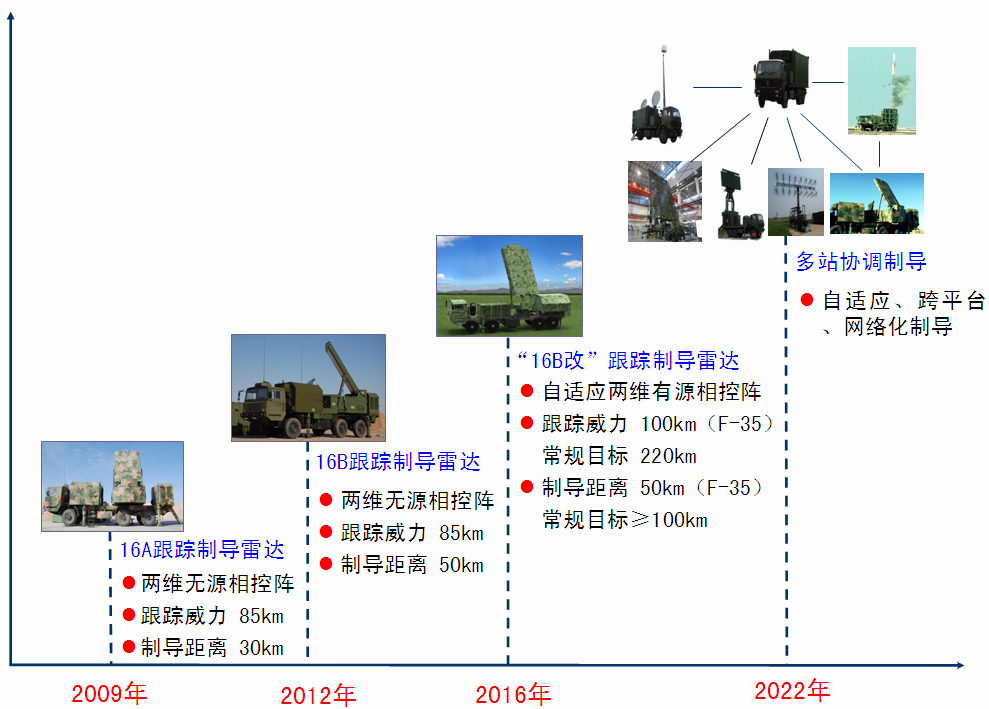 多站协调制导
● 自适应、跨平台
、网络化制导
“16B改”跟踪制导雷达
● 自适应两维有源相控阵
● 跟踪威力 100km（F-35）
常规目标 220km
● 制导距离 50km（F-35）
常规目标≥100km
16B跟踪制导雷达
● 两维无源相控阵
● 跟踪威力 85km
● 制导距离 50km
16A跟踪制导雷达
● 两维无源相控阵
● 跟踪威力 85km
● 制导距离 30km
2009年
2012年
2016年
2022年